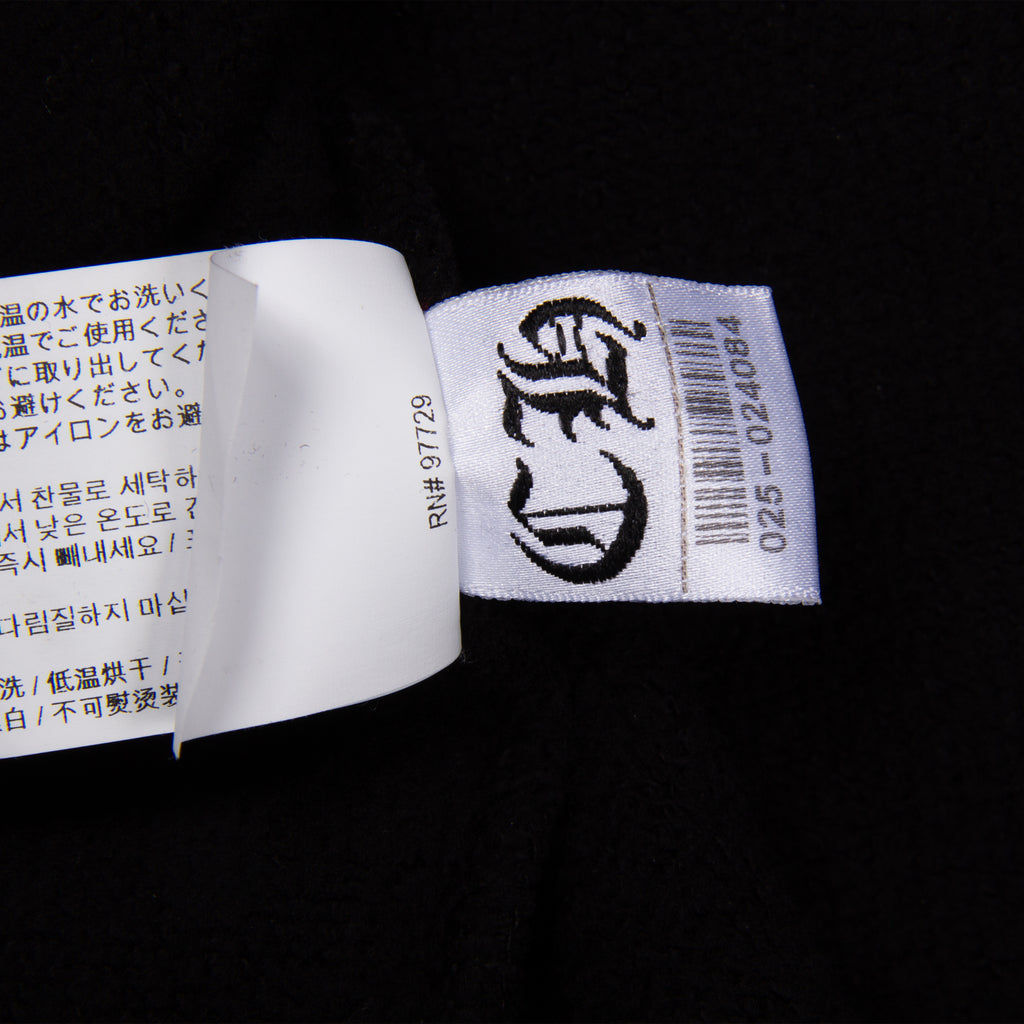 温の水でお洗いく
温でご使用くださ
に取り出してくだ
お避けください。
はアイロンをお避
서 찬물로 세탁하
서 낮은 온도로 건
즉시 빼내세요 /
다림질하지 마십
洗 / 低温烘干 /
白 / 不可熨烫装
RN# 97729
025-024084